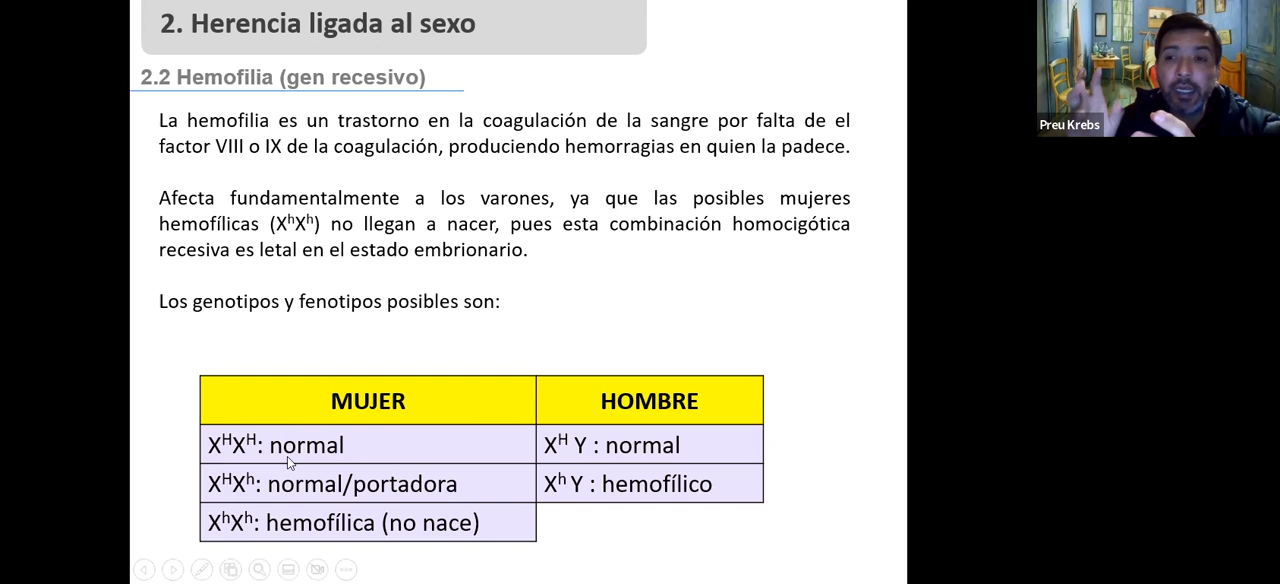 2. Herencia ligada al sexo
2.2 Hemofilia (gen recesivo)
La hemofilia es un trastorno en la coagulación de la sangre por falta de el
factor VIII o IX de la coagulación, produciendo hemorragias en quien la padece.
Afecta fundamentalmente a los varones, ya que las posibles mujeres
hemofílicas (XʰXʰ) no llegan a nacer, pues esta combinación homocigótica
recesiva es letal en el estado embrionario.
Los genotipos y fenotipos posibles son:
MUJER HOMBRE
XᴴXᴴ: normal Xᴴ Y : normal
XᴴXʰ: normal/portadora Xʰ Y : hemofílico
XʰXʰ: hemofílica (no nace)
Preu Krebs